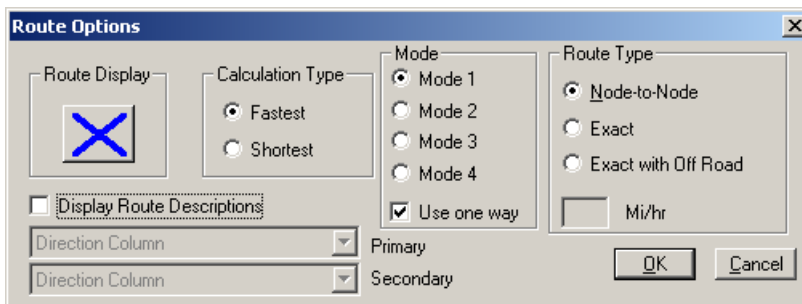 Route Options
Route Display
Calculation Type
Fastest
Shortest
Mode
Mode 1
Mode 2
Mode 3
Mode 4
Use one way
Route Type
Node-to-Node
Exact
Exact with Off Road
Mi/hr
Display Route Descriptions
Direction Column
Primary
Direction Column
Secondary
OK
Cancel